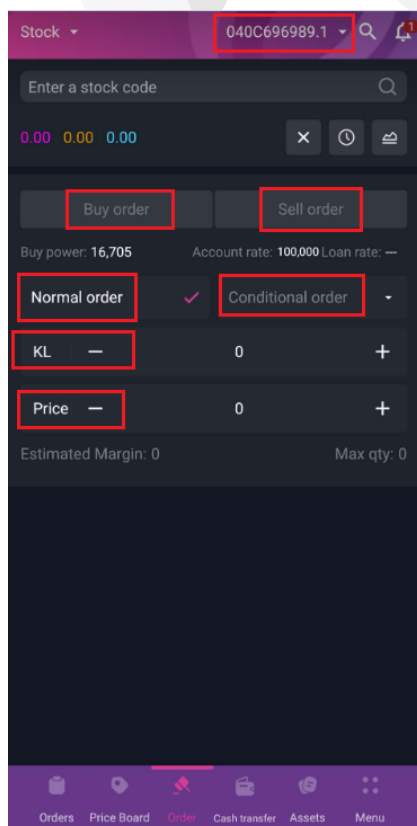 Stock 040C696989.1 1
Enter a stock code
0.00 0.00 0.00
Buy order Sell order
Buy power: 16,705 Account rate: 100,000 Loan rate: ---
Normal order Conditional order
KL 0
Price 0
Estimated Margin: 0 Max qty: 0
Orders Price Board Order Cash transfer Assets Menu